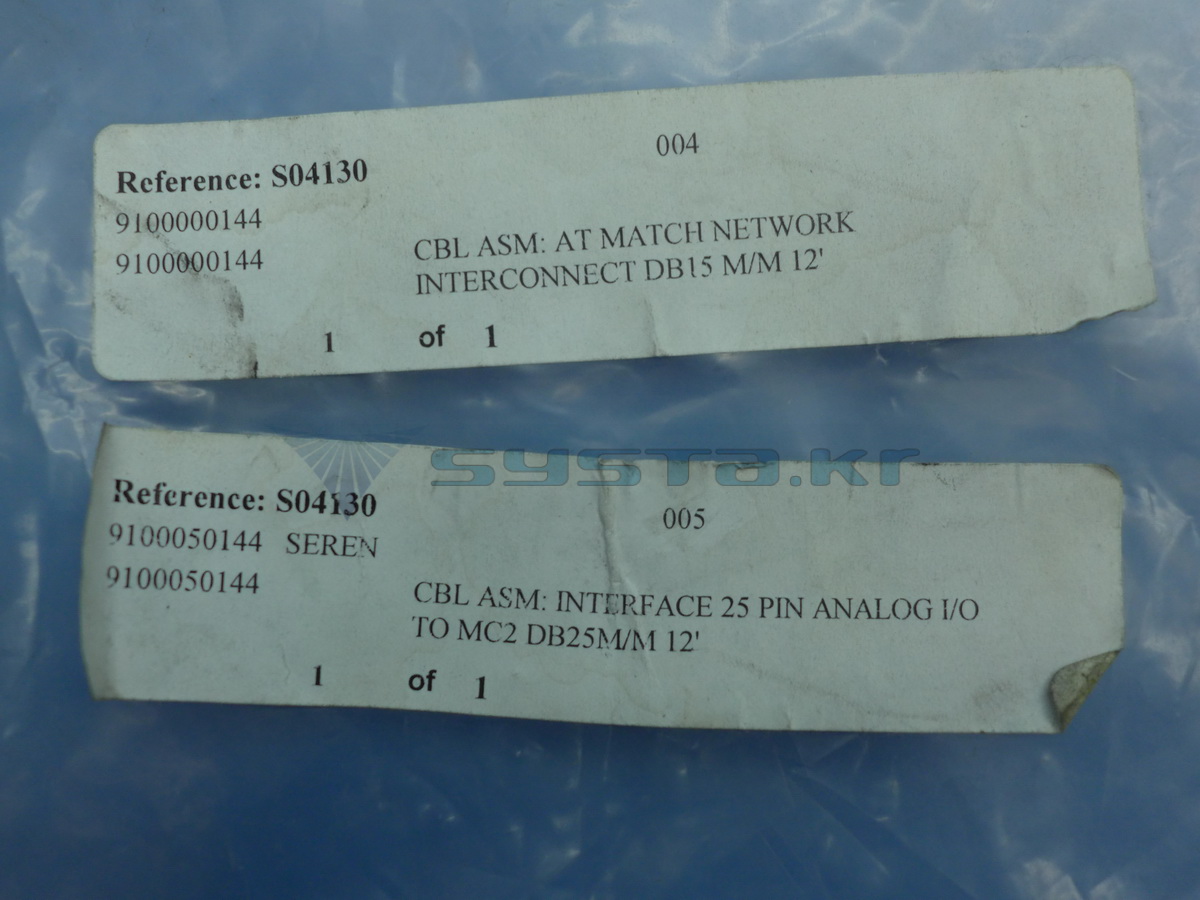 004
Reference: S04130
9100000144
9100000144
CBL ASM: AT MATCH NETWORK
INTERCONNECT DB15 M/M 12'
1 of 1
systa.kr
Reference: S04130
005
9100050144 SEREN
9100050144
CBL ASM: INTERFACE 25 PIN ANALOG I/O
TO MC2 DB25M/M 12'
1 of 1